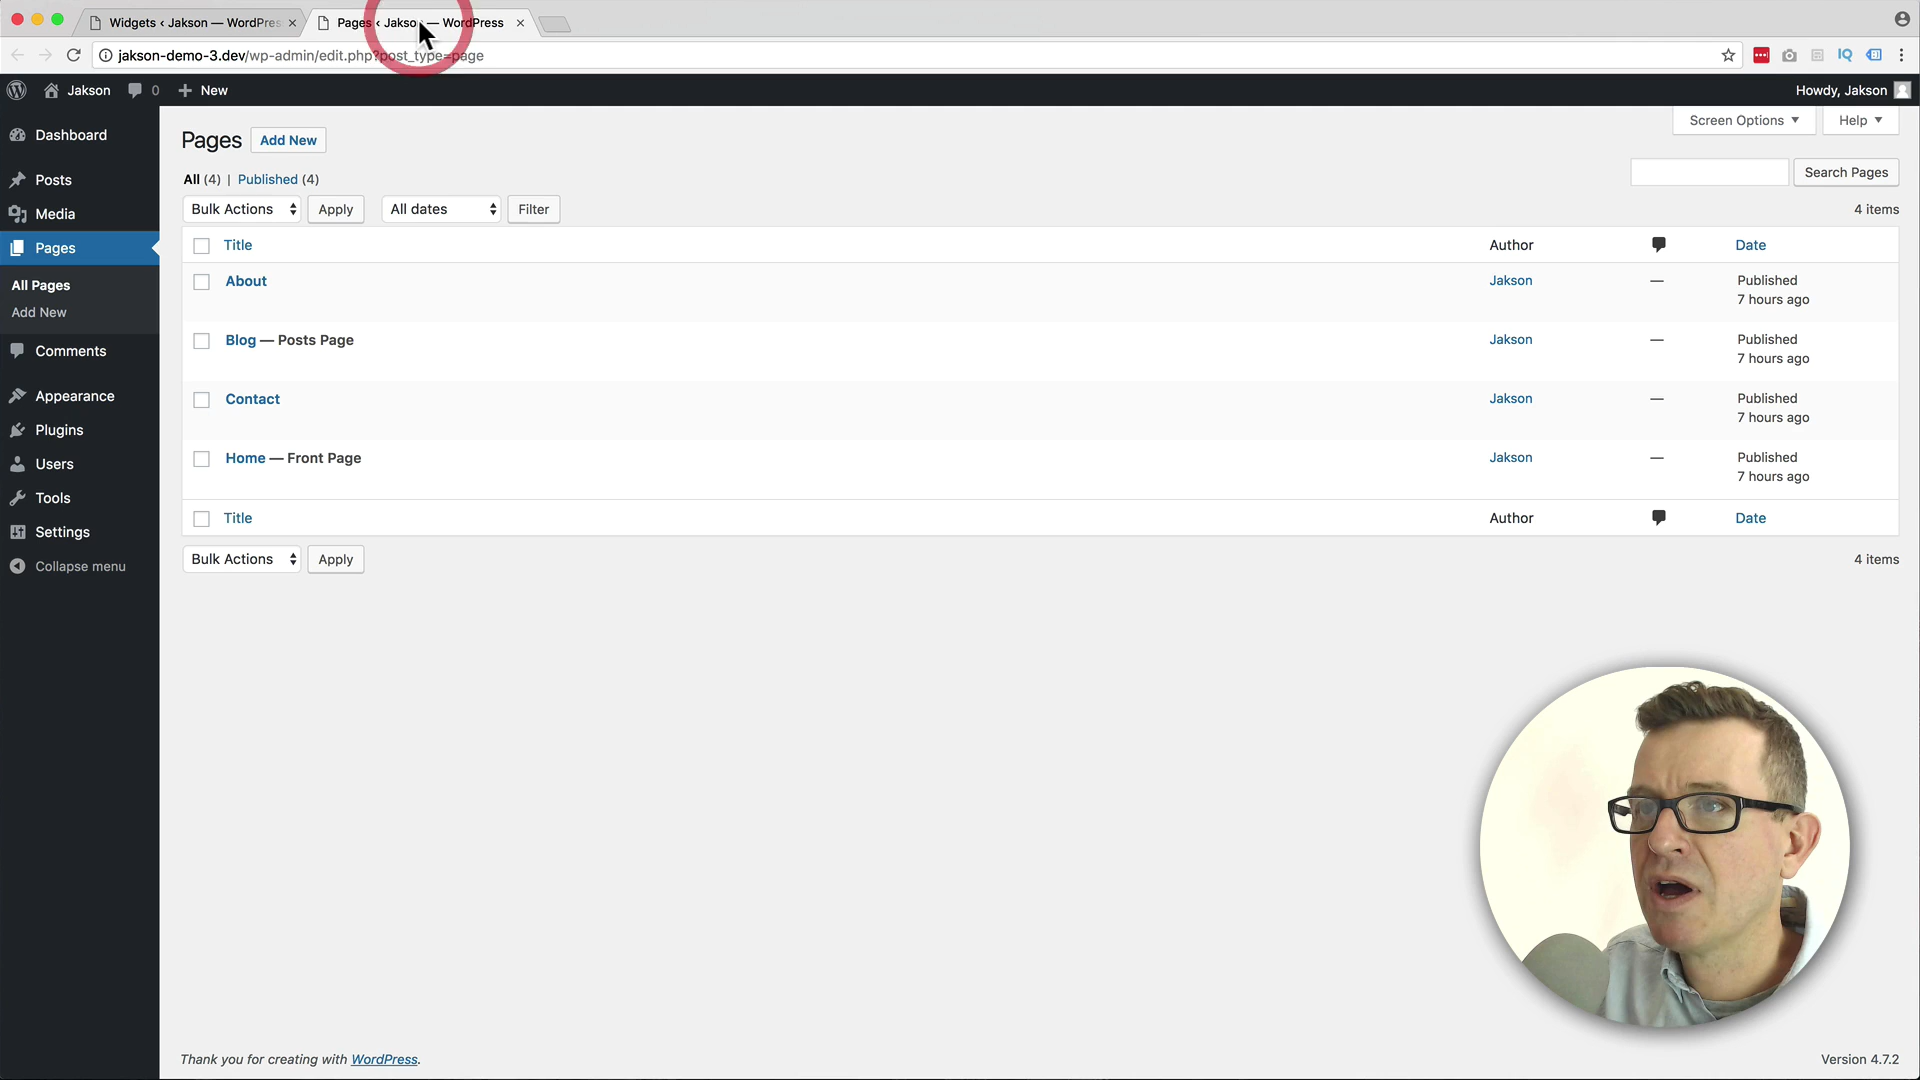 Widgets ‹ Jakson — WordPres
Pages ‹ Jakso — WordPress
jakson-demo-3.dev/wp-admin/edit.php?post_type=page
Jakson
0
New
Howdy, Jakson
Dashboard
Posts
Media
Pages
All Pages
Add New
Comments
Appearance
Plugins
Users
Tools
Settings
Collapse menu
Pages Add New
Screen Options
Help
All (4) | Published (4)
Search Pages
Bulk Actions Apply All dates Filter
4 items
Title Author Date
About Jakson — Published
7 hours ago
Blog — Posts Page Jakson — Published
7 hours ago
Contact Jakson — Published
7 hours ago
Home — Front Page Jakson — Published
7 hours ago
Title Author Date
Bulk Actions Apply
4 items
Thank you for creating with WordPress.
Version 4.7.2